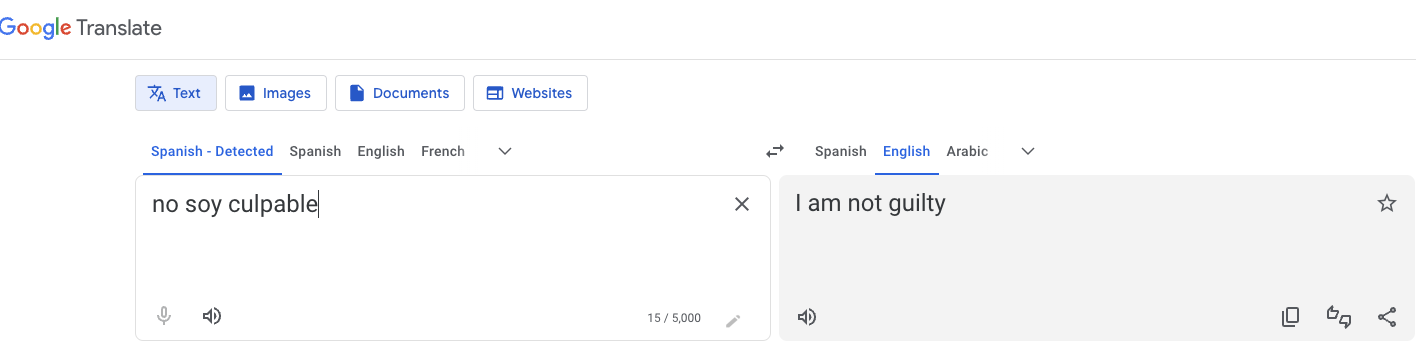 Google Translate
Text Images Documents Websites
Spanish - Detected Spanish English French Spanish English Arabic
no soy culpable
I am not guilty
15 / 5,000